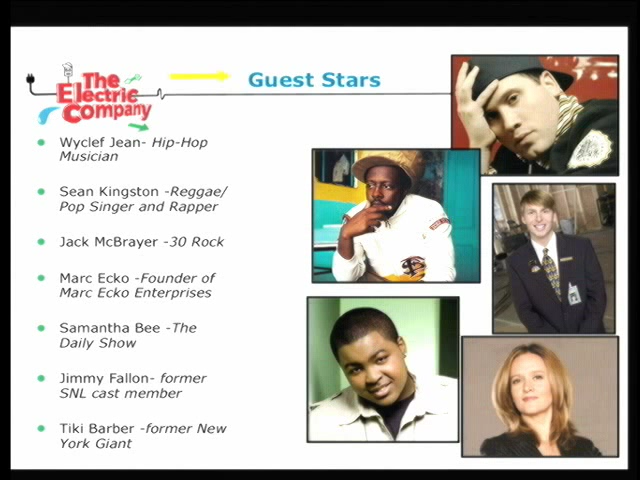 The
Electric
Company
Guest Stars
Wyclef Jean- Hip-Hop
Musician
Sean Kingston -Reggae/
Pop Singer and Rapper
Jack McBrayer -30 Rock
Marc Ecko -Founder of
Marc Ecko Enterprises
Samantha Bee -The
Daily Show
Jimmy Fallon- former
SNL cast member
Tiki Barber -former New
York Giant